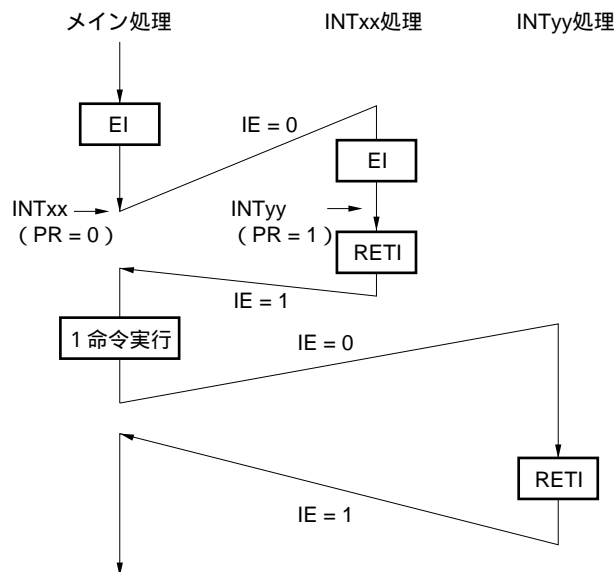 メイン処理 INTxx処理 INTyy処理
EI
IE = 0
EI
INTxx
(PR = 0)
INTyy
(PR = 1)
RETI
IE = 1
1 命令実行
IE = 0
RETI
IE = 1